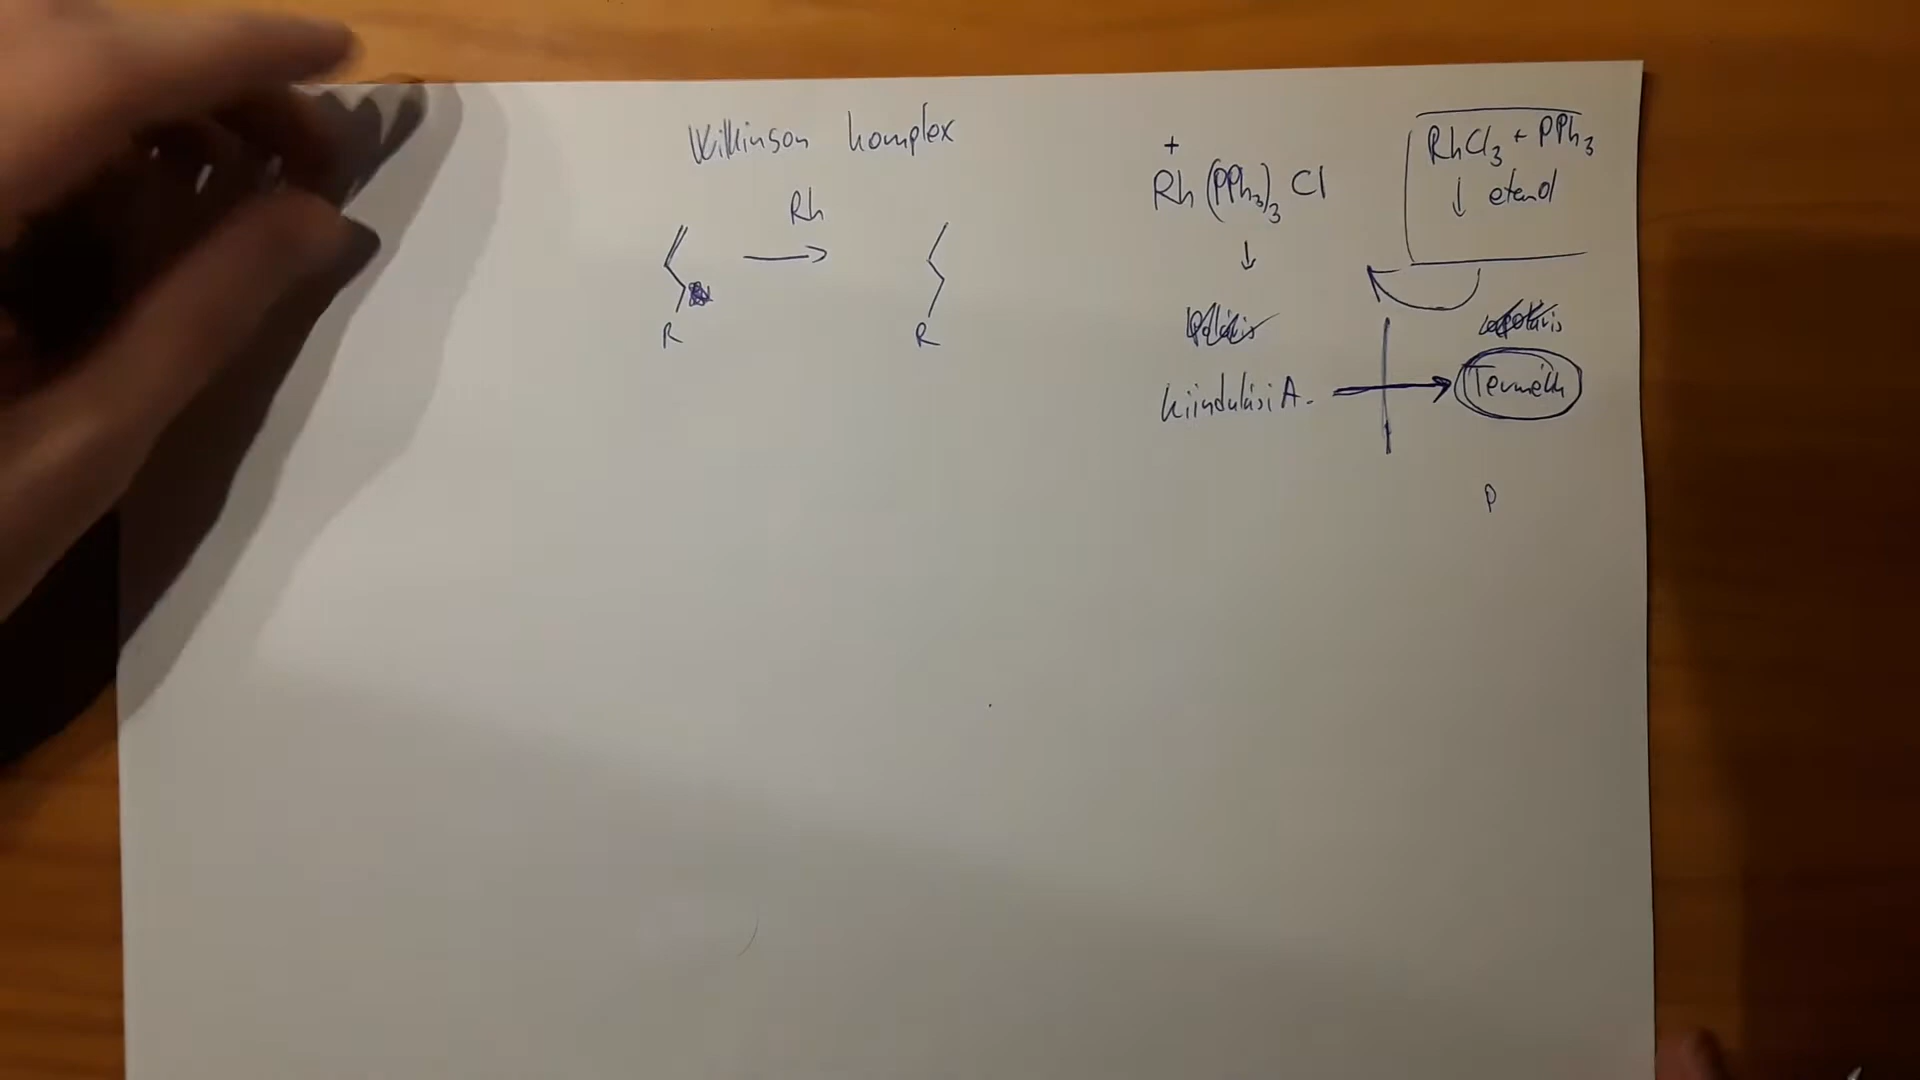 Wilkinson komplex
Rh
R
R
+
Rh(PPh₃)₃ Cl
↓
RhCl₃ + PPh₃
↓ etanol
kiindulási A. → Termék
P